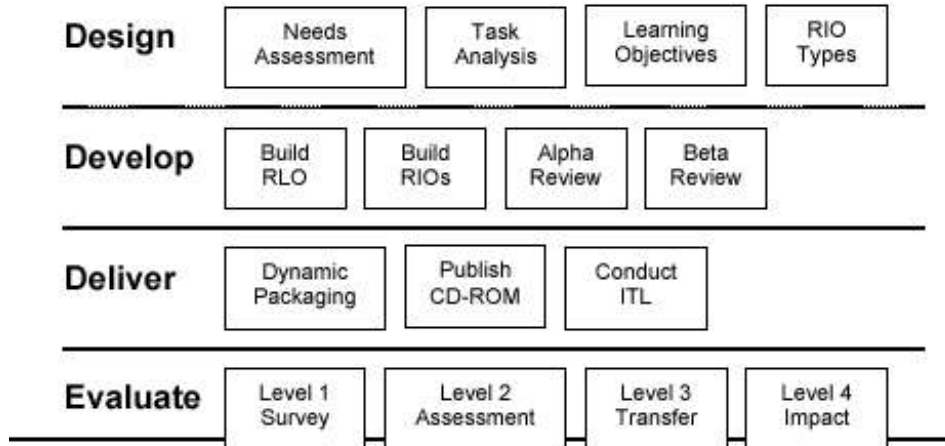 Design
Needs
Assessment
Task
Analysis
Learning
Objectives
RIO
Types
Develop
Build
RLO
Build
RIOs
Alpha
Review
Beta
Review
Deliver
Dynamic
Packaging
Publish
CD-ROM
Conduct
ITL
Evaluate
Level 1
Survey
Level 2
Assessment
Level 3
Transfer
Level 4
Impact